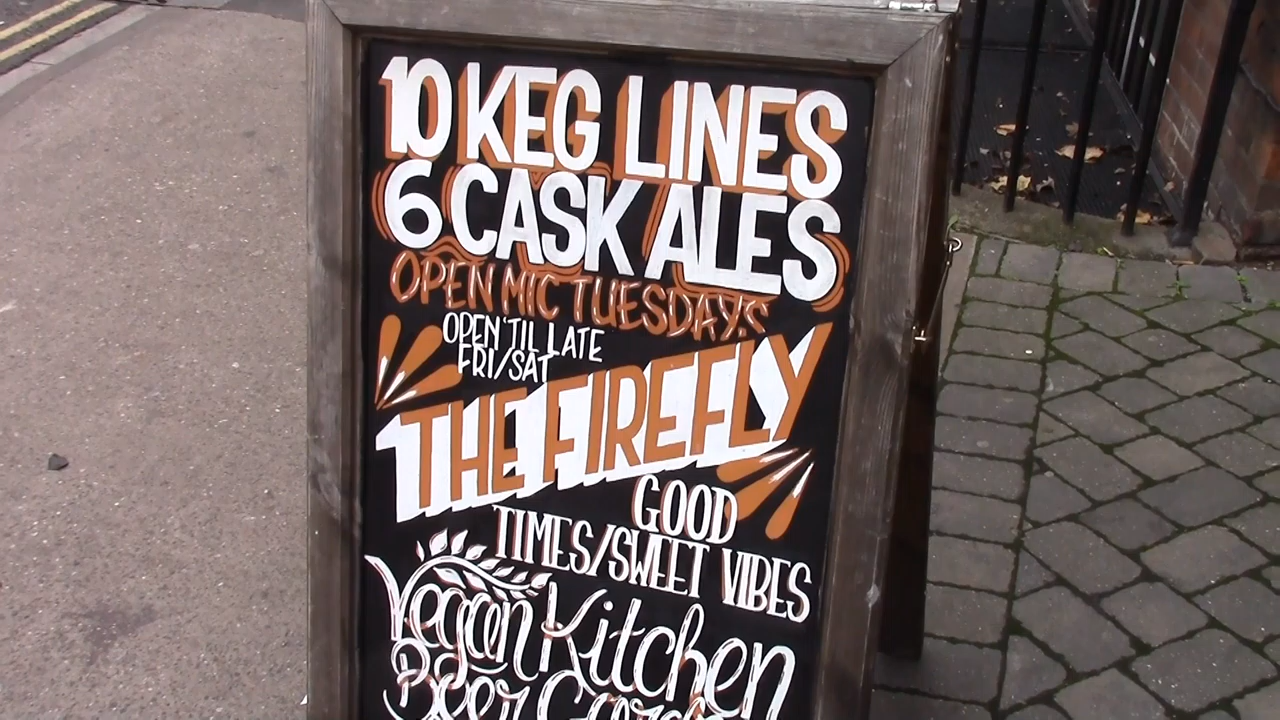 10 KEG LINES
6 CASK ALES
OPEN MIC TUESDAYS
OPEN 'TIL LATE
FRI/SAT
THE FIREFLY
GOOD
TIMES/SWEET VIBES
Vegan Kitchen
Beer